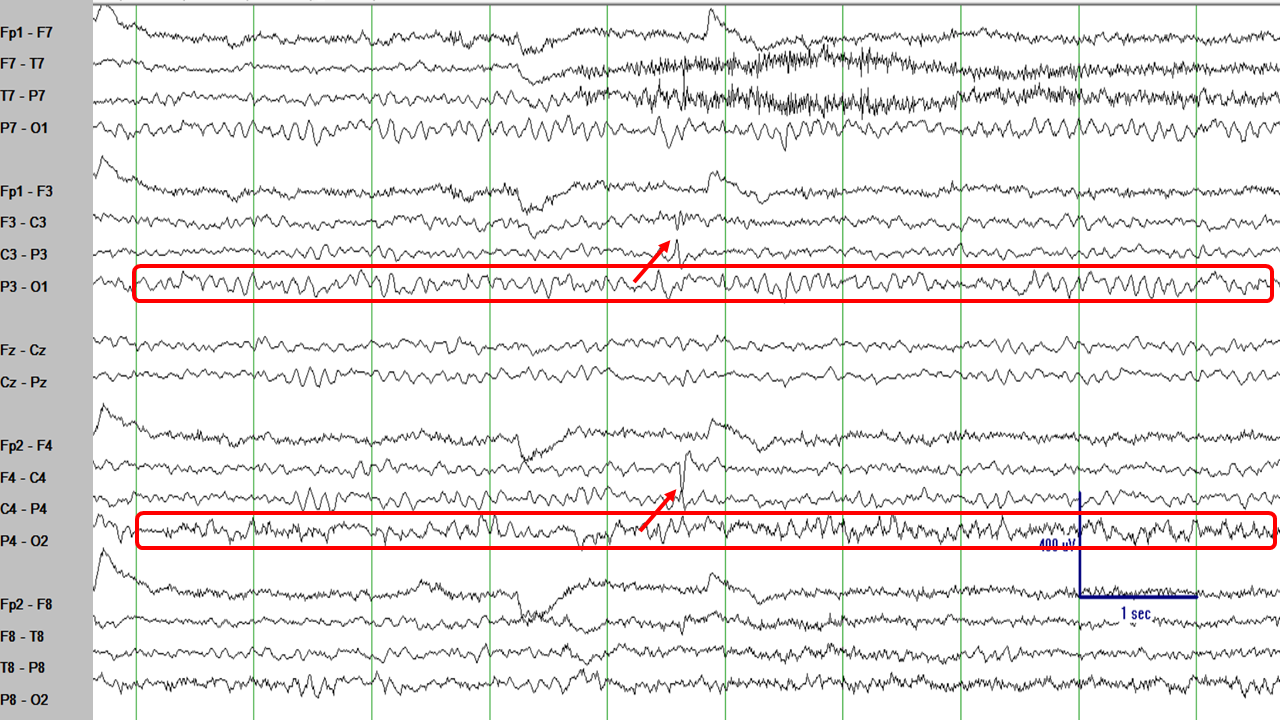 Fp1 - F7
F7 - T7
T7 - P7
P7 - O1
Fp1 - F3
F3 - C3
C3 - P3
P3 - O1
Fz - Cz
Cz - Pz
Fp2 - F4
F4 - C4
C4 - P4
P4 - O2
400 uV
Fp2 - F8
1 sec
F8 - T8
T8 - P8
P8 - O2